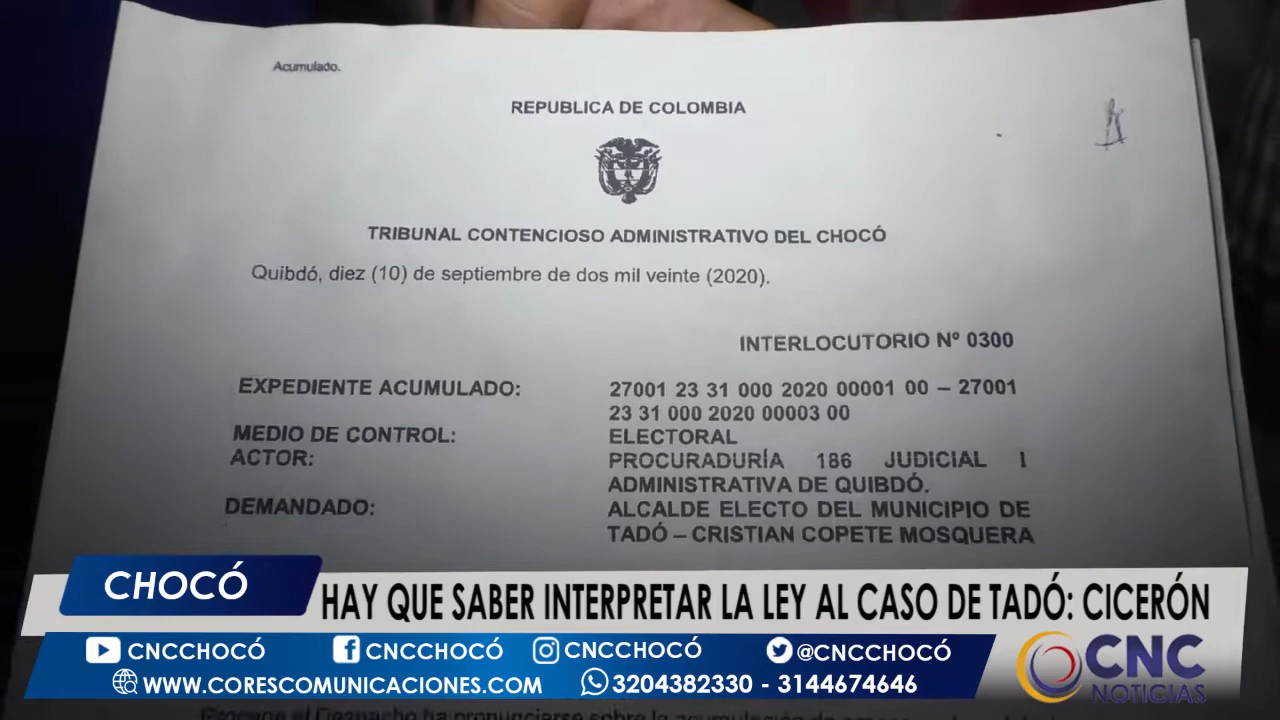 Acumulado.
REPUBLICA DE COLOMBIA
TRIBUNAL CONTENCIOSO ADMINISTRATIVO DEL CHOCÓ
Quibdó, diez (10) de septiembre de dos mil veinte (2020).
INTERLOCUTORIO Nº 0300
EXPEDIENTE ACUMULADO: 27001 23 31 000 2020 00001 00 – 27001
23 31 000 2020 00003 00
MEDIO DE CONTROL: ELECTORAL
ACTOR: PROCURADURÍA 186 JUDICIAL I
ADMINISTRATIVA DE QUIBDÓ.
DEMANDADO: ALCALDE ELECTO DEL MUNICIPIO DE
TADÓ – CRISTIAN COPETE MOSQUERA
CHOCÓ
HAY QUE SABER INTERPRETAR LA LEY AL CASO DE TADÓ: CICERÓN
CNCCHOCÓ CNCCHOCÓ CNCCHOCÓ @CNCCHOCÓ
WWW.CORESCOMUNICACIONES.COM 3204382330 - 3144674646
CNC
NOTICIAS